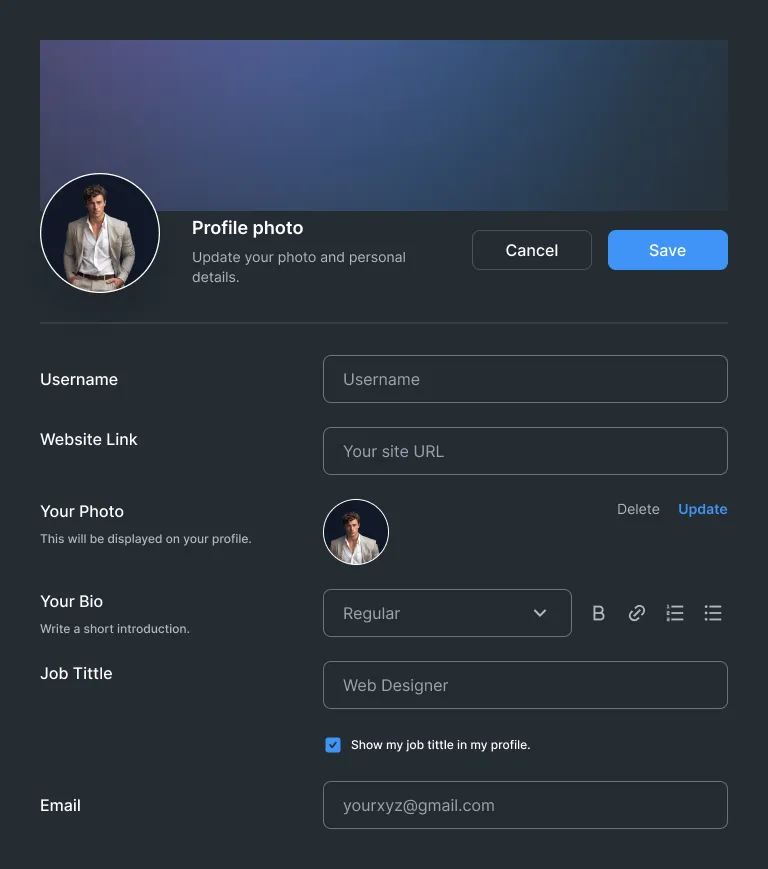 Profile photo
Update your photo and personal
details.
Cancel
Save
Username
Username
Website Link
Your site URL
Your Photo
This will be displayed on your profile.
Delete
Update
Your Bio
Write a short introduction.
Regular
B
Job Tittle
Web Designer
Show my job tittle in my profile.
Email
yourxyz@gmail.com